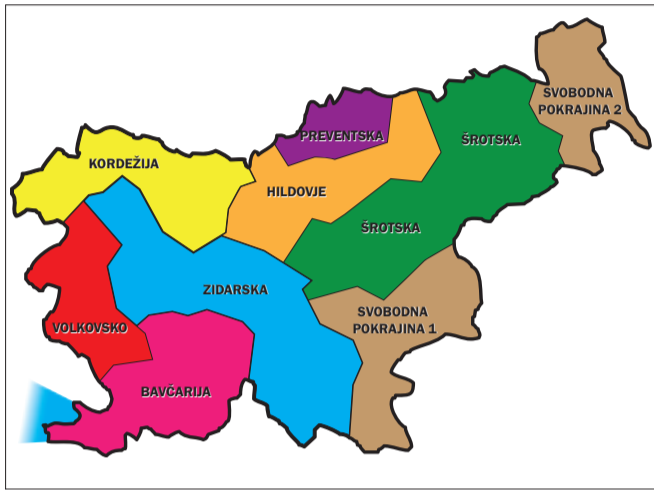 SVOBODNA
POKRAJINA 2
PREVENTSKA
ŠROTSKA
KORDEŽIJA
HILDOVJE
ŠROTSKA
ZIDARSKA
SVOBODNA
POKRAJINA 1
VOLKOVSKO
BAVČARIJA